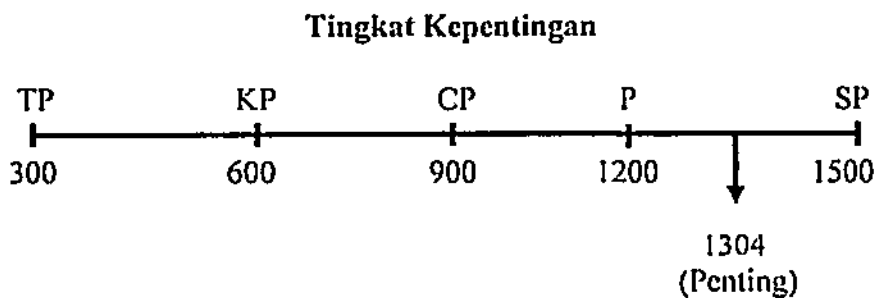 Tingkat Kepentingan
TP KP CP P SP
300 600 900 1200 1500
1304
(Penting)